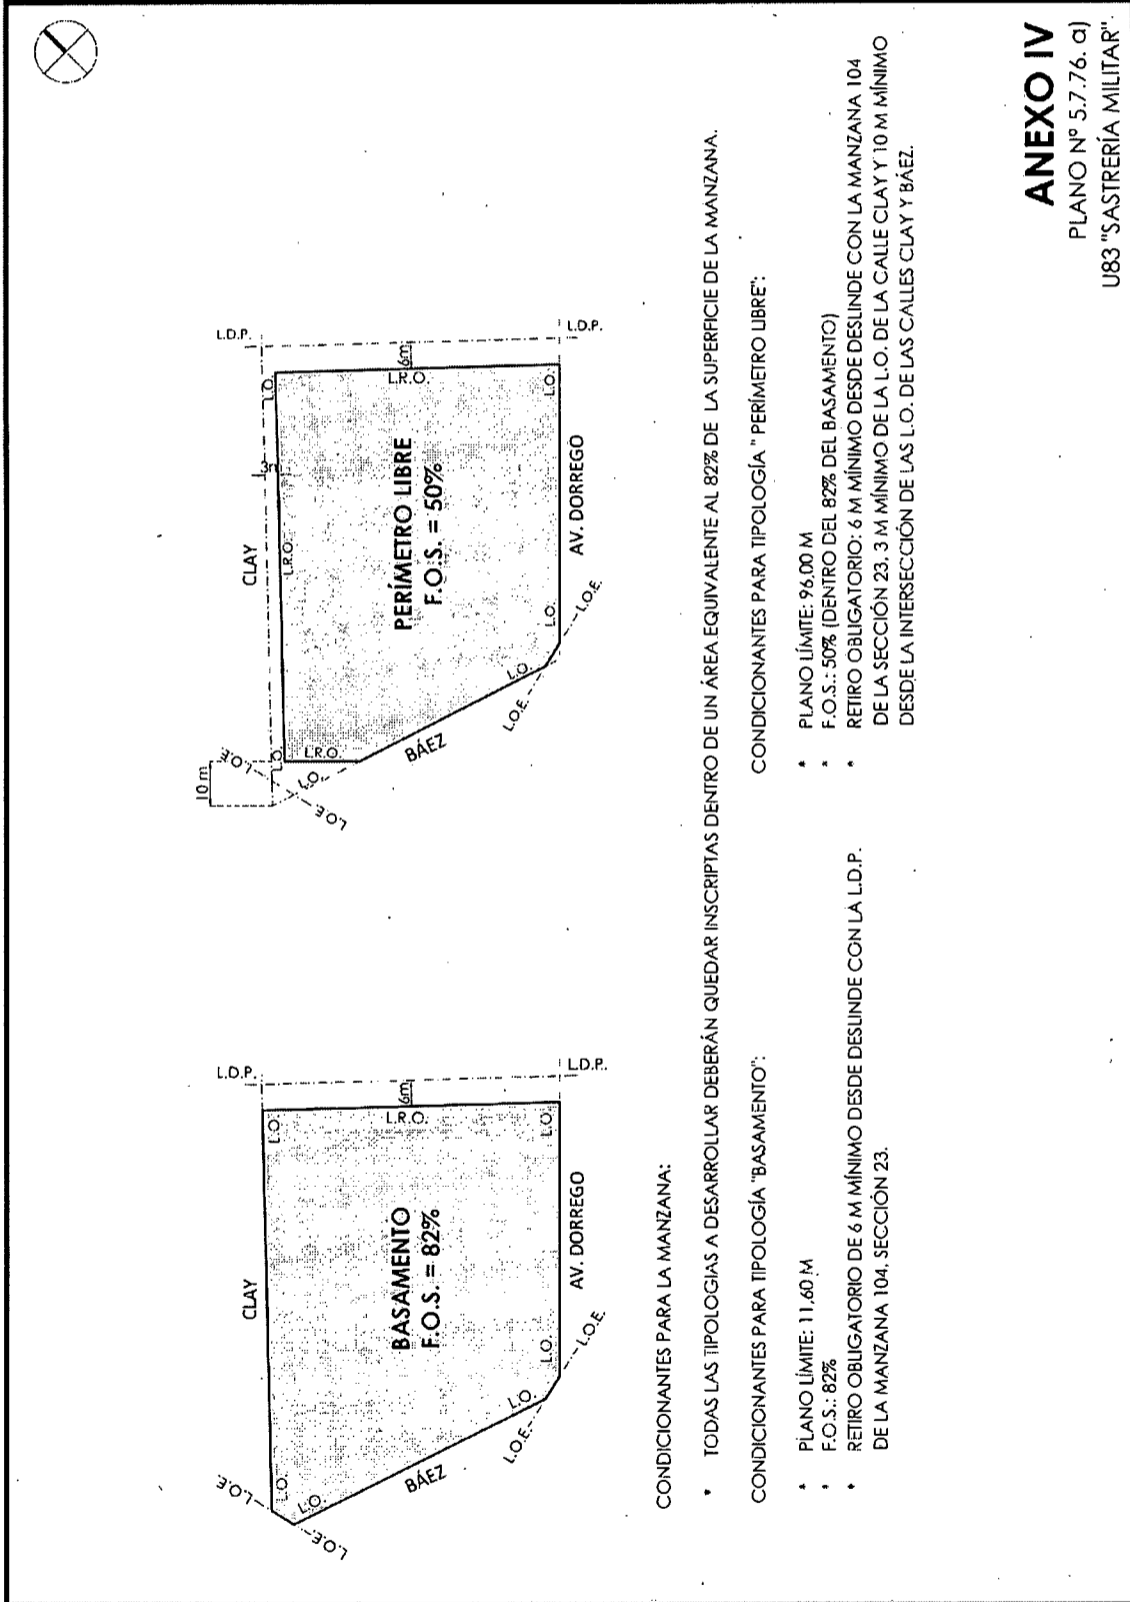 L.D.P.
CLAY
L.O.E.
L.O.
L.O.
L.O.
L.O.E.
BASAMENTO
F.O.S. = 82%
L.R.O.
6m
BÁEZ
L.O.
L.O.E.
L.O.
L.O.
AV. DORREGO
L.O.E.
L.D.P.
L.D.P.
CLAY
10 m
L.O.E.
L.O.
L.O.
L.R.O.
L.O.
L.O.E.
L.R.O.
3m
PERÍMETRO LIBRE
F.O.S. = 50%
L.R.O.
6m
BÁEZ
L.O.
L.O.E.
L.O.
L.O.
AV. DORREGO
L.O.E.
L.D.P.
CONDICIONANTES PARA LA MANZANA:
* TODAS LAS TIPOLOGIAS A DESARROLLAR DEBERÁN QUEDAR INSCRIPTAS DENTRO DE UN ÁREA EQUIVALENTE AL 82% DE LA SUPERFICIE DE LA MANZANA.
CONDICIONANTES PARA TIPOLOGÍA "BASAMENTO":
* PLANO LÍMITE: 11,60 M
* F.O.S.: 82%
* RETIRO OBLIGATORIO DE 6 M MÍNIMO DESDE DESLINDE CON LA L.D.P.
DE LA MANZANA 104, SECCIÓN 23.
CONDICIONANTES PARA TIPOLOGÍA " PERÍMETRO LIBRE":
* PLANO LÍMITE: 96,00 M
* F.O.S.: 50% (DENTRO DEL 82% DEL BASAMENTO)
* RETIRO OBLIGATORIO: 6 M MÍNIMO DESDE DESLINDE CON LA MANZANA 104
DE LA SECCIÓN 23, 3 M MÍNIMO DE LA L.O. DE LA CALLE CLAY Y 10 M MÍNIMO
DESDE LA INTERSECCIÓN DE LAS L.O. DE LAS CALLES CLAY Y BÁEZ.
ANEXO IV
PLANO Nº 5.7.76. a)
U83 "SASTRERÍA MILITAR".